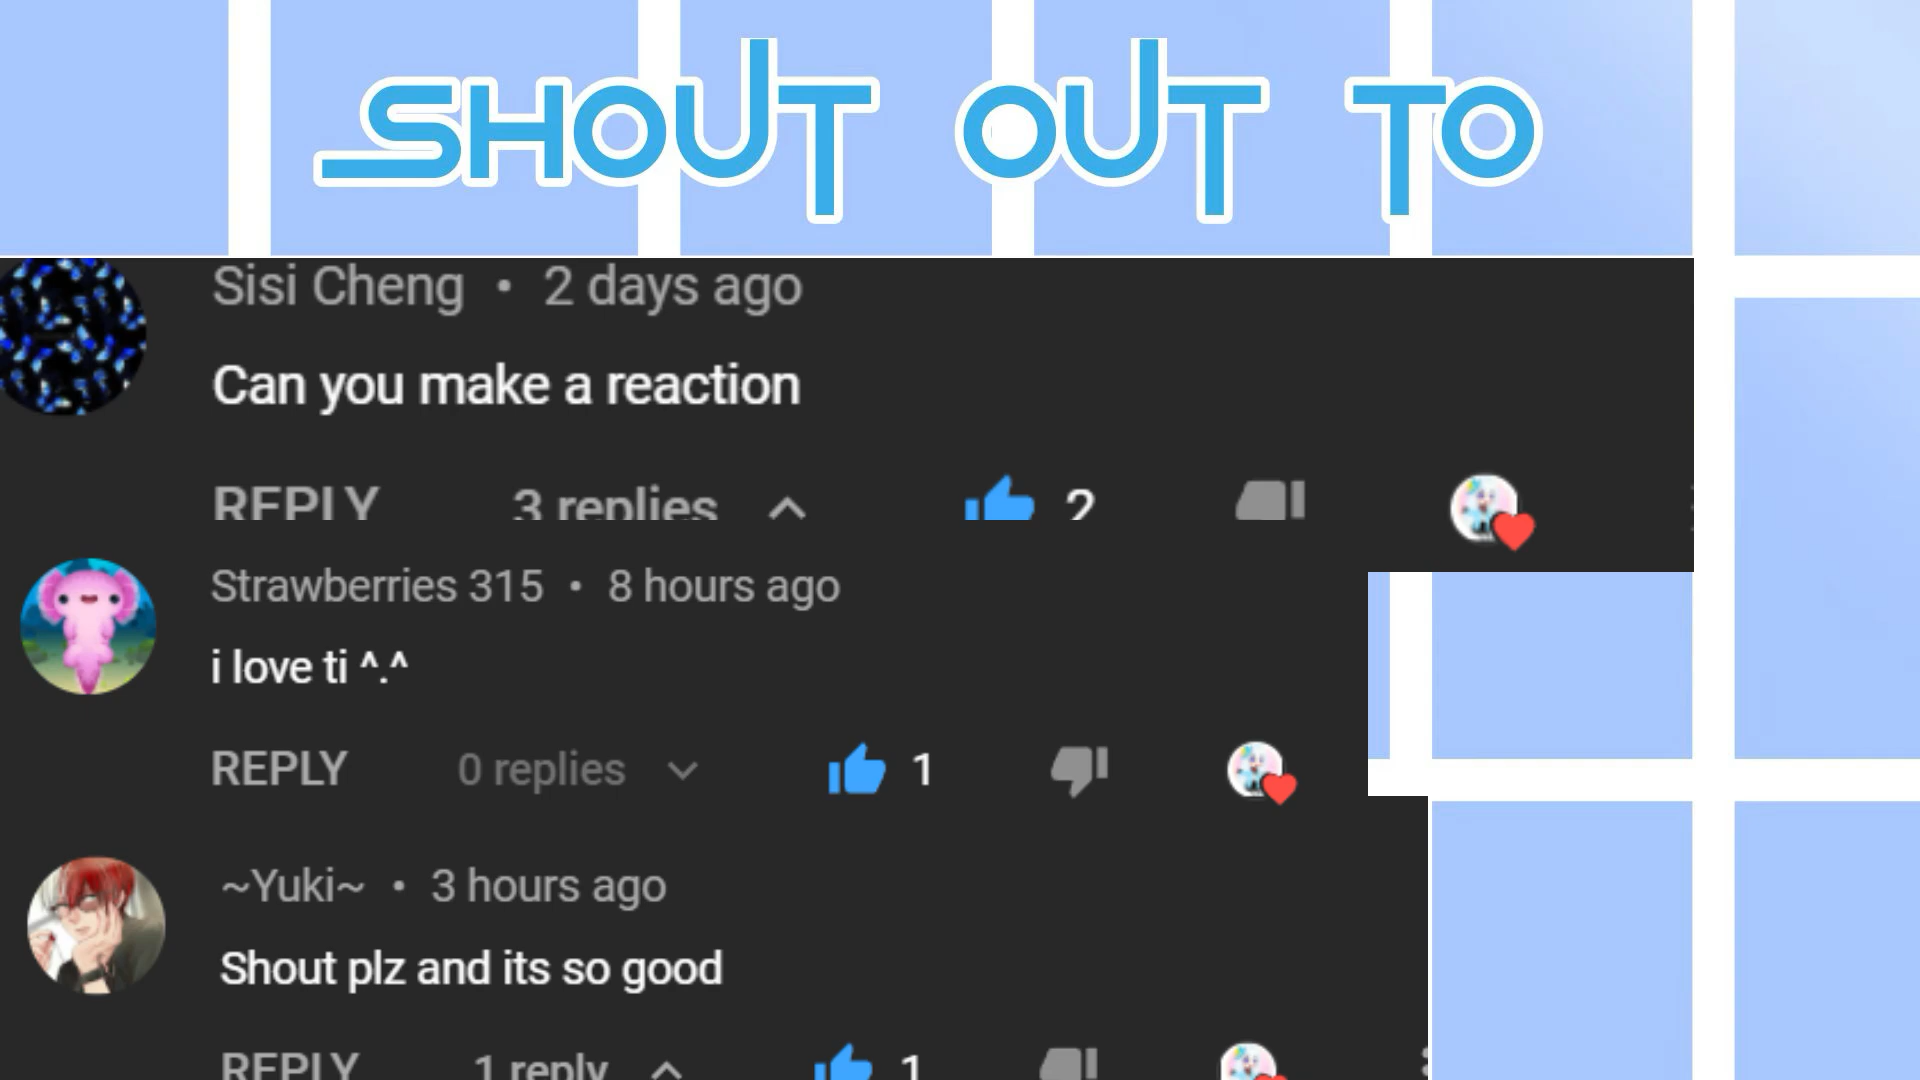 SHOUT OUT TO
Sisi Cheng • 2 days ago
Can you make a reaction
REPLY 3 replies 2
Strawberries 315 • 8 hours ago
i love ti ^.^
REPLY 0 replies 1
~Yuki~ • 3 hours ago
Shout plz and its so good
REPLY 1 reply 1